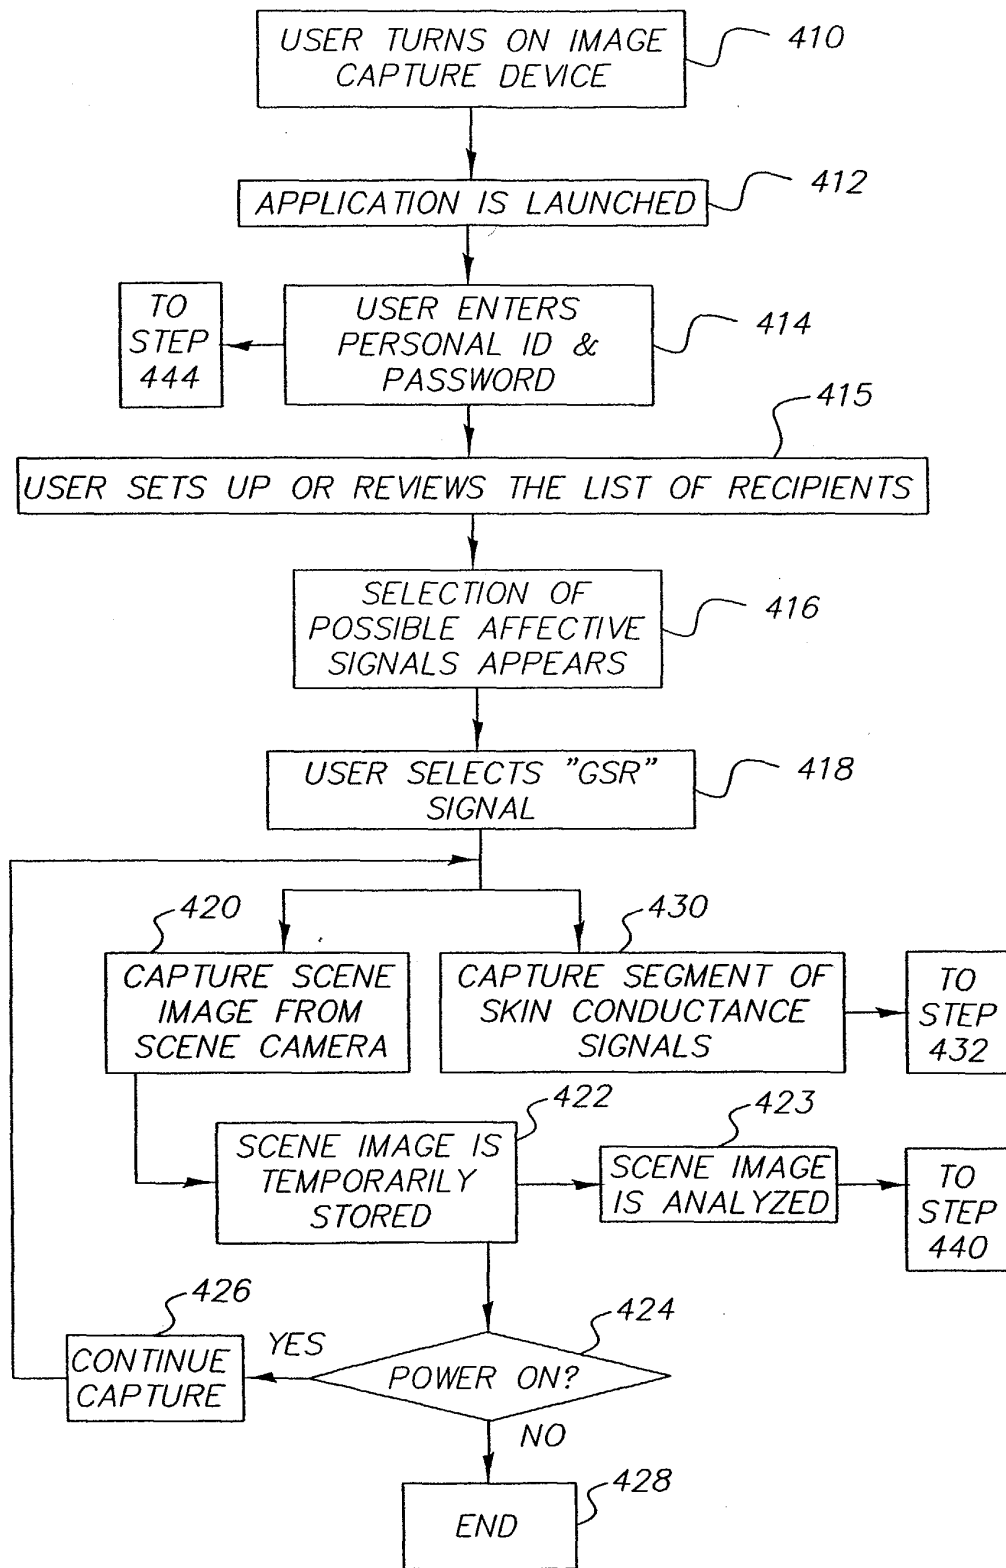 USER TURNS ON IMAGE
CAPTURE DEVICE
410
APPLICATION IS LAUNCHED
412
TO
STEP
444
USER ENTERS
PERSONAL ID &
PASSWORD
414
415
USER SETS UP OR REVIEWS THE LIST OF RECIPIENTS
SELECTION OF
POSSIBLE AFFECTIVE
SIGNALS APPEARS
416
USER SELECTS "GSR"
SIGNAL
418
420
CAPTURE SCENE
IMAGE FROM
SCENE CAMERA
430
CAPTURE SEGMENT OF
SKIN CONDUCTANCE
SIGNALS
TO
STEP
432
422
SCENE IMAGE IS
TEMPORARILY
STORED
423
SCENE IMAGE
IS ANALYZED
TO
STEP
440
426
CONTINUE
CAPTURE
YES
424
POWER ON?
NO
428
END